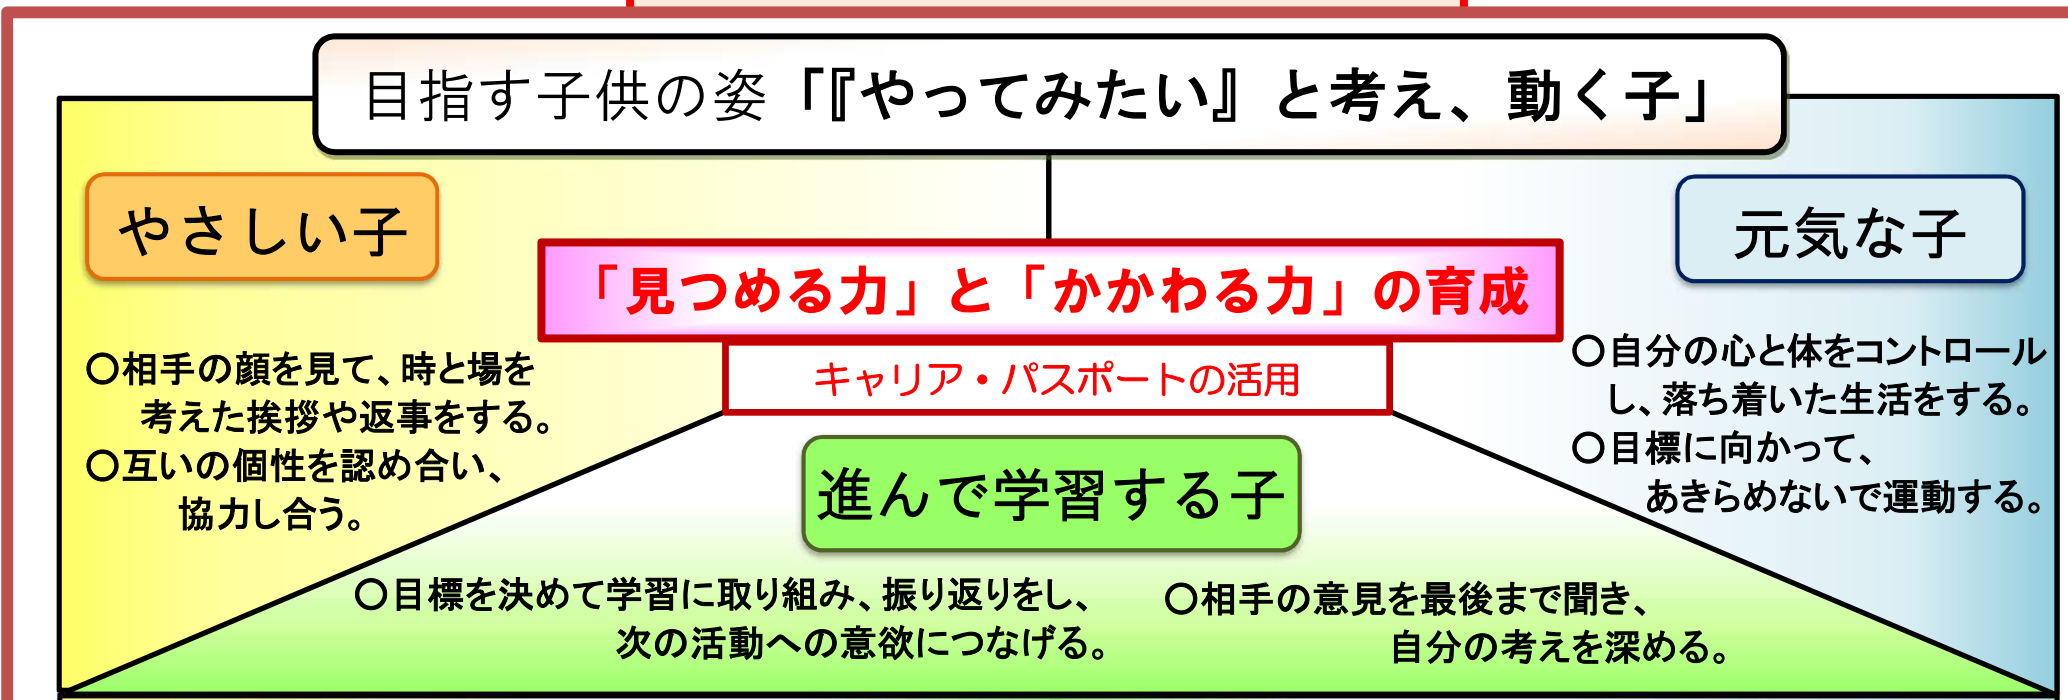 目指す子供の姿「『やってみたい』と考え、動く子」
やさしい子
元気な子
「見つめる力」と「かかわる力」の育成
キャリア・パスポートの活用
〇相手の顔を見て、時と場を
考えた挨拶や返事をする。
〇互いの個性を認め合い、
協力し合う。
〇自分の心と体をコントロール
し、落ち着いた生活をする。
〇目標に向かって、
あきらめないで運動する。
進んで学習する子
〇目標を決めて学習に取り組み、振り返りをし、
次の活動への意欲につなげる。
〇相手の意見を最後まで聞き、
自分の考えを深める。